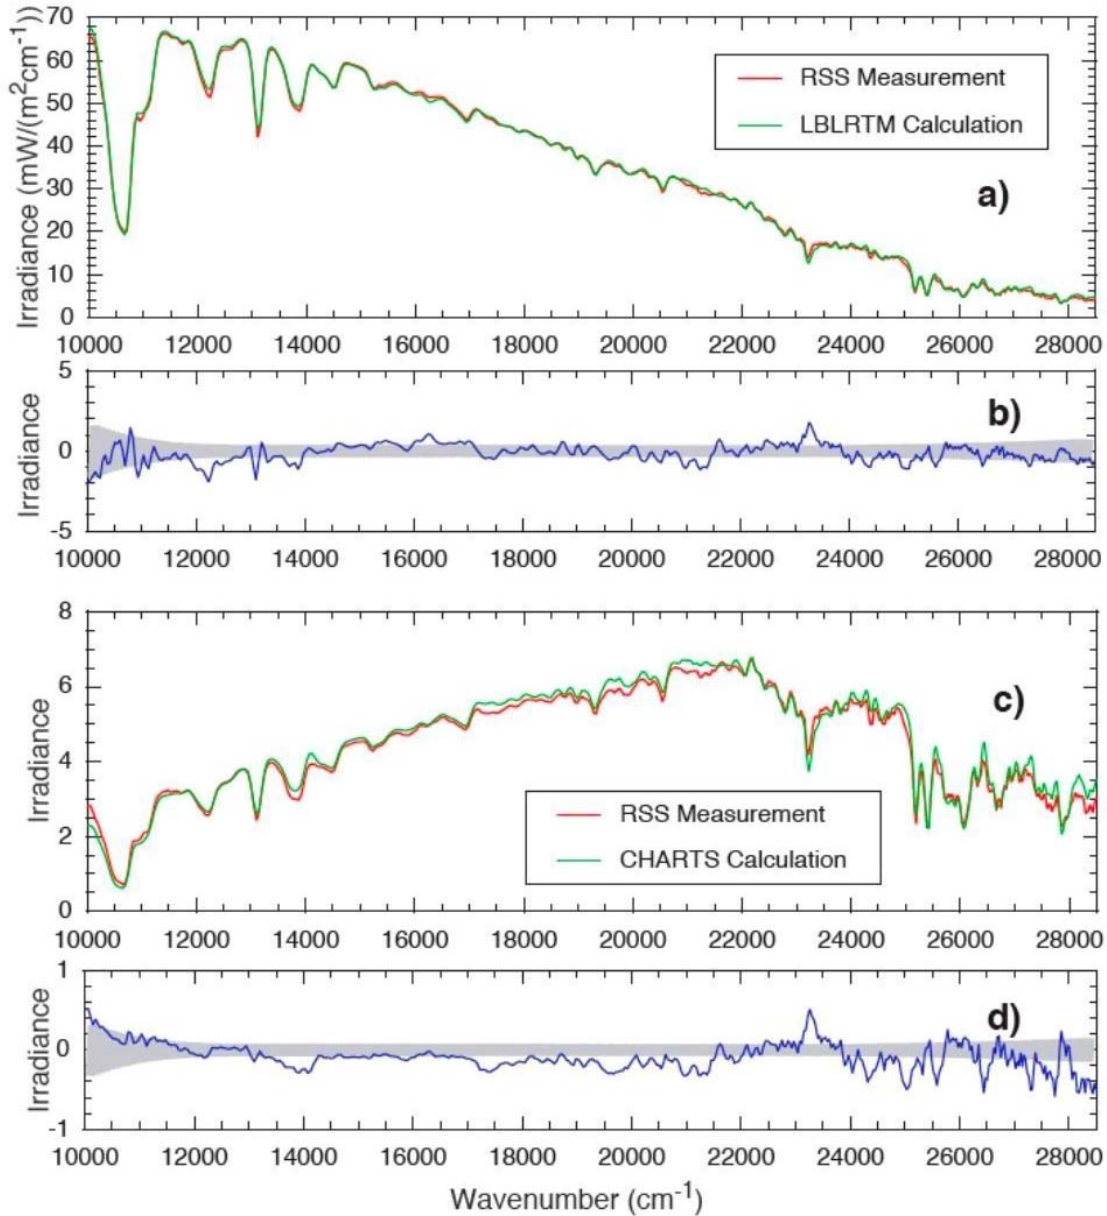 70
60
50
40
30
20
10
0
Irradiance (mW/(m²cm⁻¹))
RSS Measurement
LBLRTM Calculation
a)
10000 12000 14000 16000 18000 20000 22000 24000 26000 28000
5
0
-5
Irradiance
b)
10000 12000 14000 16000 18000 20000 22000 24000 26000 28000
8
6
4
2
0
Irradiance
c)
RSS Measurement
CHARTS Calculation
10000 12000 14000 16000 18000 20000 22000 24000 26000 28000
1
0
-1
Irradiance
d)
10000 12000 14000 16000 18000 20000 22000 24000 26000 28000
Wavenumber (cm⁻¹)